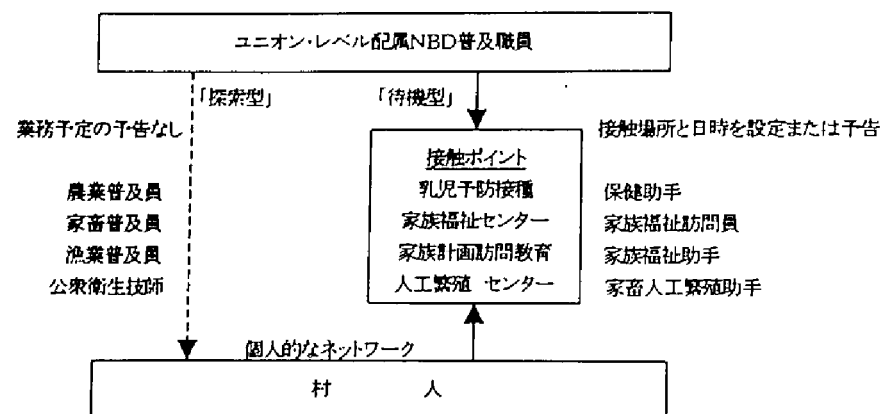 ユニオン・レベル配属NBD普及職員
「探索型」 「待機型」
業務予定の予告なし 接触場所と日時を設定または予告
接触ポイント
農業普及員 乳児予防接種 保健助手
家畜普及員 家族福祉センター 家族福祉訪問員
漁業普及員 家族計画訪問教育 家族福祉助手
公衆衛生技師 人工繁殖 センター 家畜人工繁殖助手
個人的なネットワーク
村 人